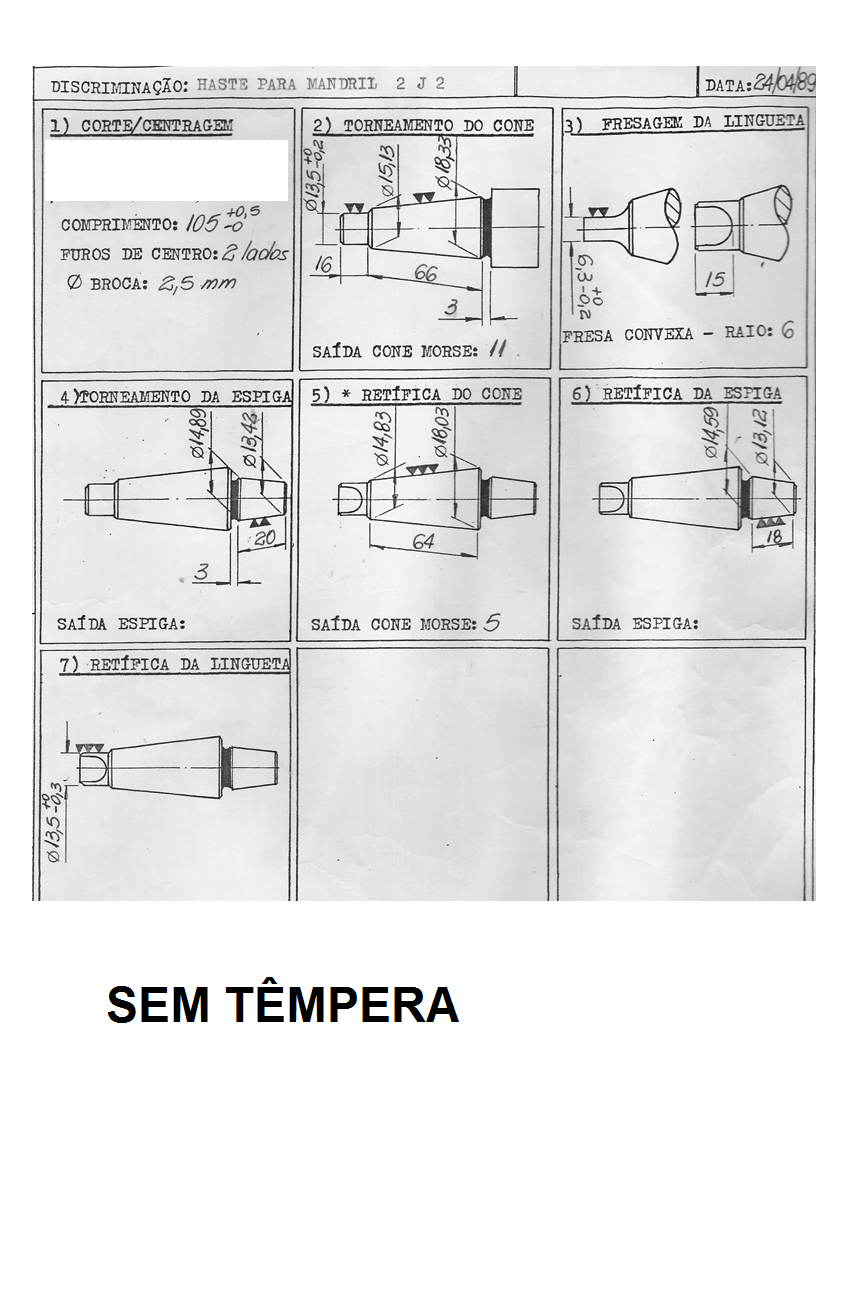 DISCRIMINAÇÃO: HASTE PARA MANDRIL 2 J 2
DATA: 24/04/89
1) CORTE/CENTRAGEM
COMPRIMENTO: 105 +0,5 -0
FUROS DE CENTRO: 2 lados
Ø BROCA: 2,5 mm
2) TORNEAMENTO DO CONE
Ø13,5 +0 -0,2
Ø15,13
Ø18,33
16
66
3
SAÍDA CONE MORSE: 11
3) FRESAGEM DA LINGUETA
6,3 +0 -0,2
15
FRESA CONVEXA - RAIO: 6
4) TORNEAMENTO DA ESPIGA
Ø14,89
Ø13,42
20
3
SAÍDA ESPIGA:
5) * RETÍFICA DO CONE
Ø14,83
Ø18,03
64
SAÍDA CONE MORSE: 5
6) RETÍFICA DA ESPIGA
Ø14,59
Ø13,12
18
SAÍDA ESPIGA:
7) RETÍFICA DA LINGUETA
Ø13,5 +0 -0,3
SEM TÊMPERA